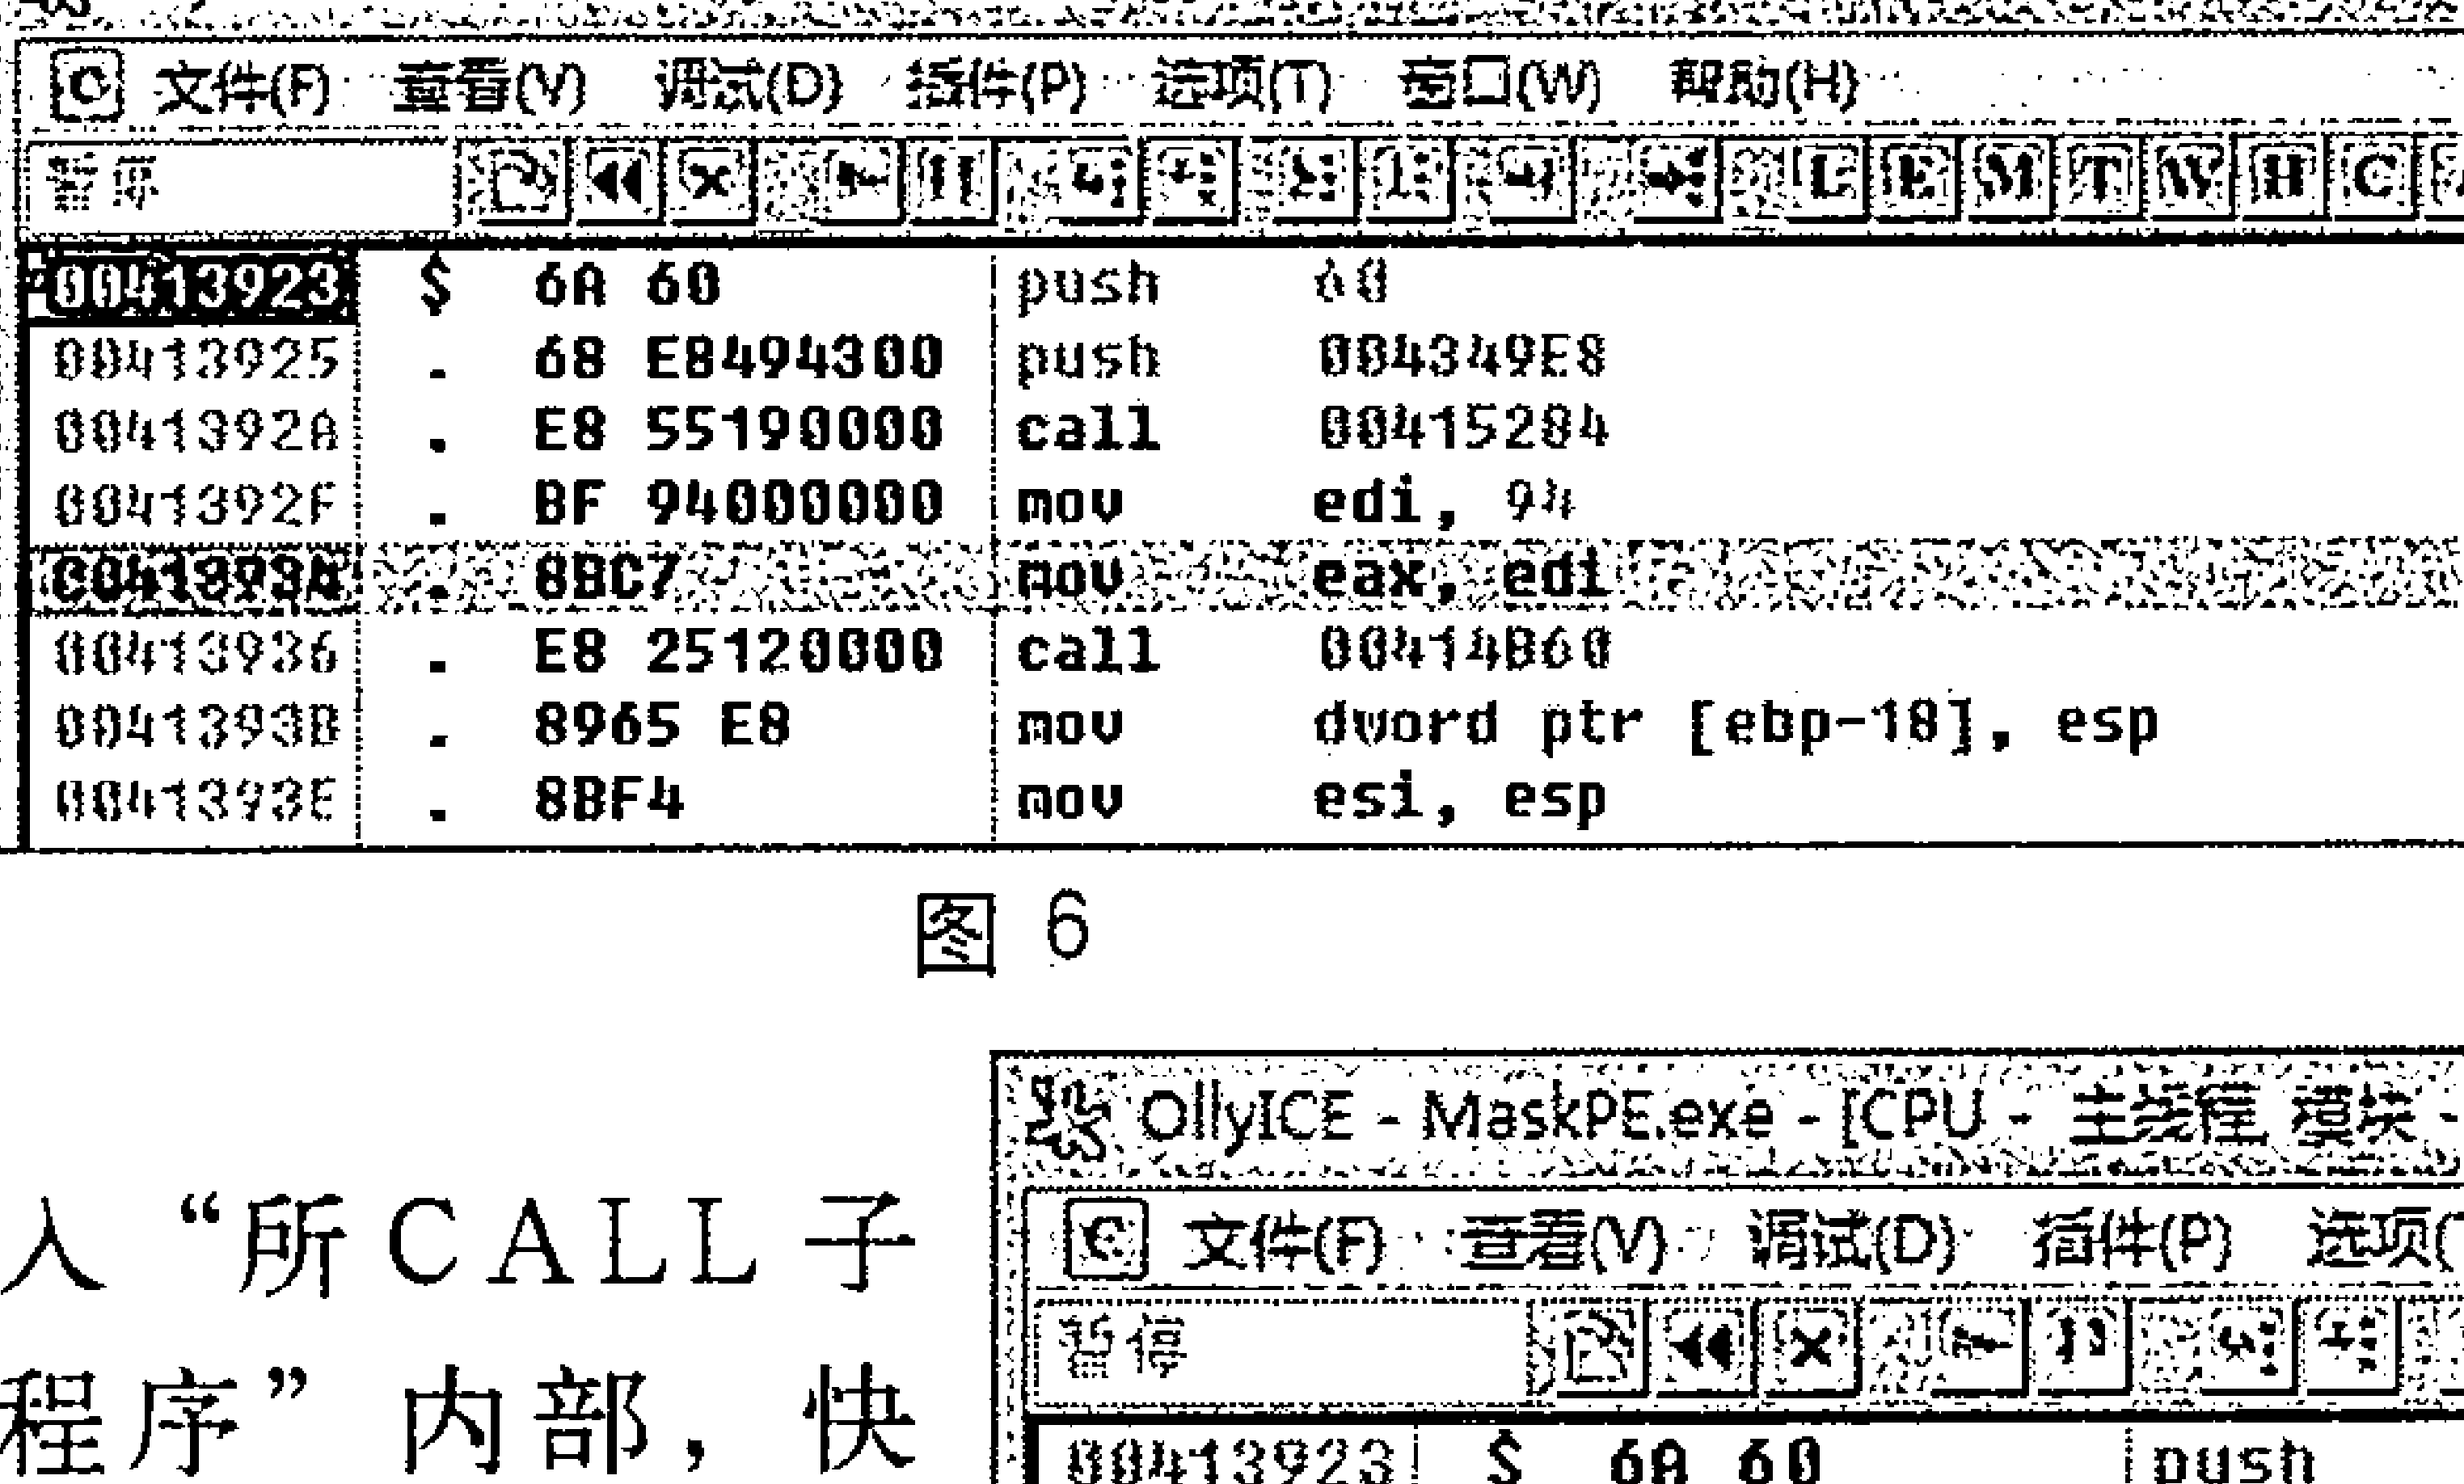 文件(F) 查看(V) 调试(D) 插件(P) 选项(T) 窗口(W) 帮助(H)
暂停 L E M T W H C
00413923 $ 6A 60 push 60
00413925 . 68 E8494300 push 004349E8
0041392A . E8 55190000 call 00415284
0041392F . BF 94000000 mov edi, 94
00413934 . 8BC7 mov eax, edi
00413936 . E8 25120000 call 00414B60
0041393B . 8965 E8 mov dword ptr [ebp-18], esp
0041393E . 8BF4 mov esi, esp
图 6
入“所CALL子
程序”内部，快
OllyICE - MaskPE.exe - [CPU - 主线程 模块 -
文件(F) 查看(V) 调试(D) 插件(P) 选项(
暂停
00413923 $ 6A 60 push